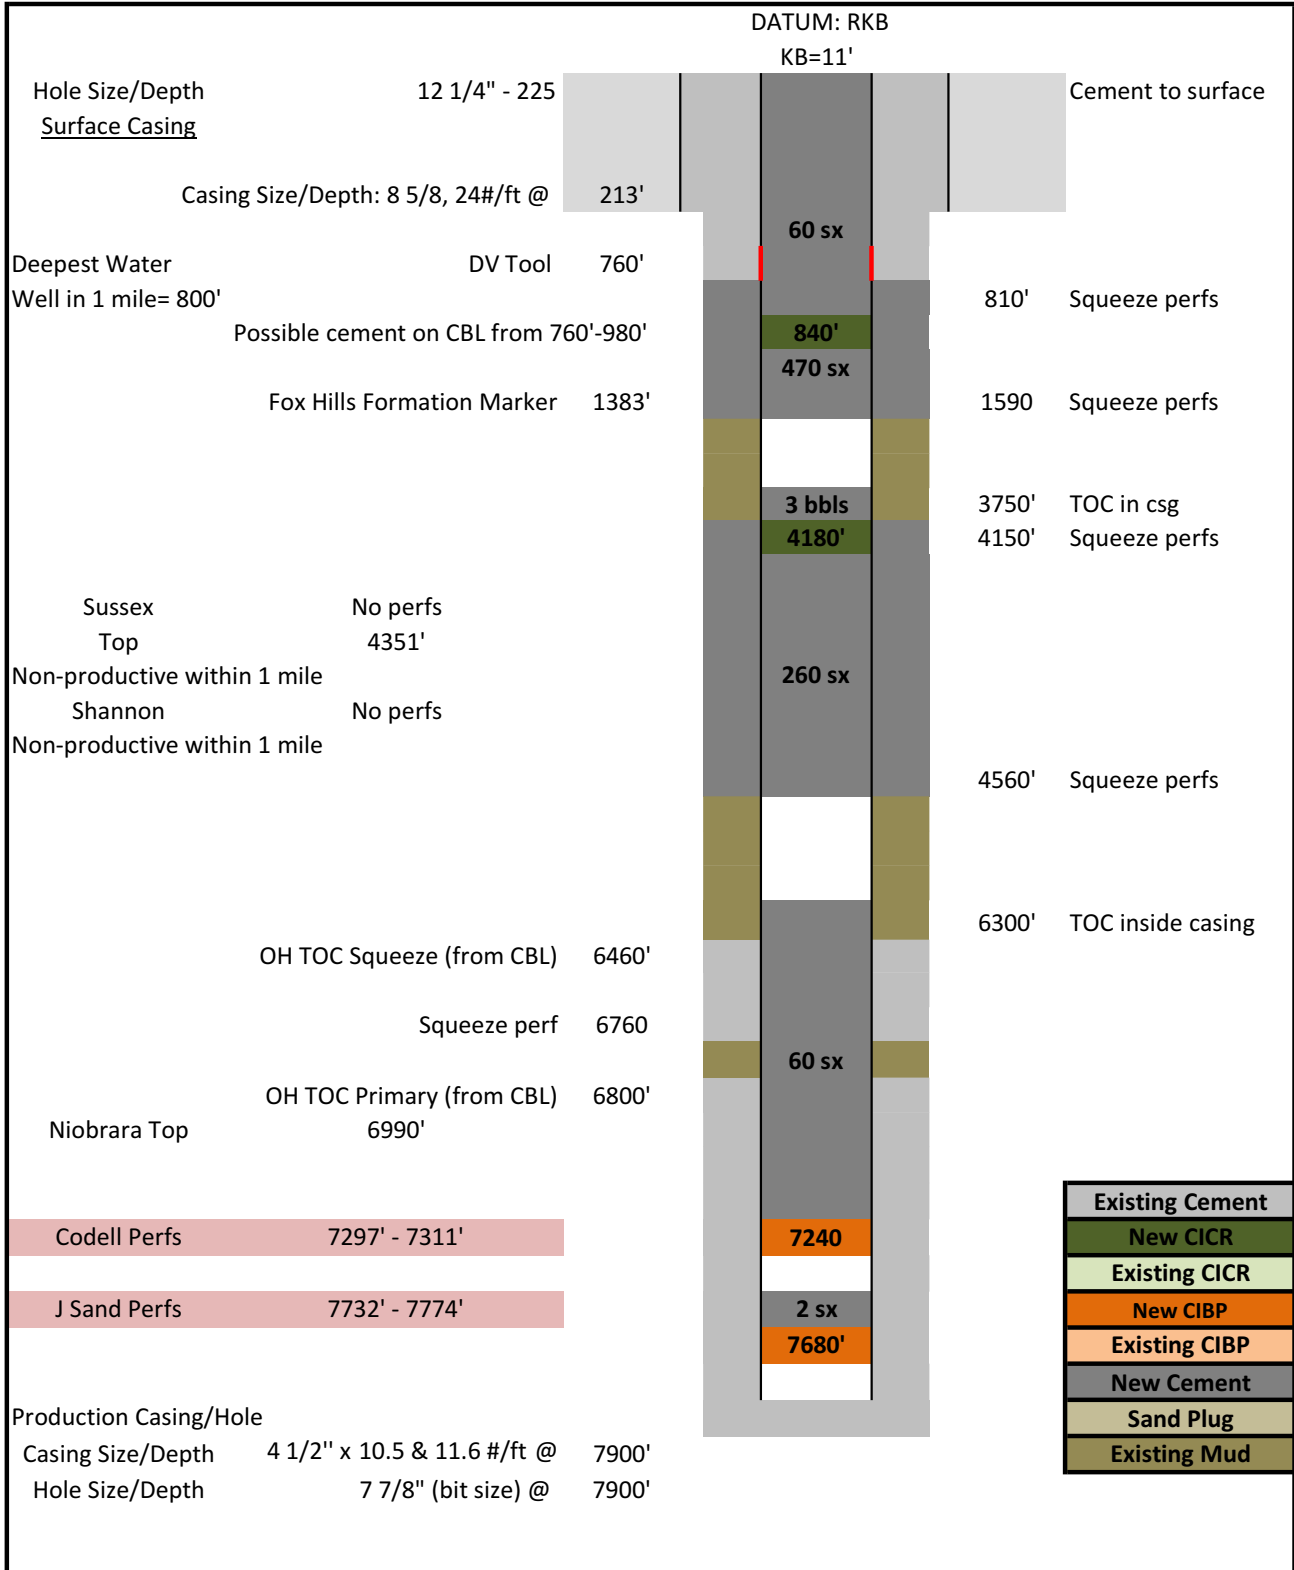 DATUM: RKB
KB=11'
Hole Size/Depth 12 1/4" - 225 Cement to surface
Surface Casing
Casing Size/Depth: 8 5/8, 24#/ft @ 213'
60 sx
Deepest Water DV Tool 760'
Well in 1 mile= 800' 810' Squeeze perfs
Possible cement on CBL from 760'-980' 840'
470 sx
Fox Hills Formation Marker 1383' 1590 Squeeze perfs
3 bbls 3750' TOC in csg
4180' 4150' Squeeze perfs
Sussex No perfs
Top 4351'
Non-productive within 1 mile 260 sx
Shannon No perfs
Non-productive within 1 mile
4560' Squeeze perfs
6300' TOC inside casing
OH TOC Squeeze (from CBL) 6460'
Squeeze perf 6760
60 sx
OH TOC Primary (from CBL) 6800'
Niobrara Top 6990'
Existing Cement
Codell Perfs 7297' - 7311' 7240 New CICR
Existing CICR
J Sand Perfs 7732' - 7774' 2 sx New CIBP
7680' Existing CIBP
New Cement
Production Casing/Hole Sand Plug
Casing Size/Depth 4 1/2'' x 10.5 & 11.6 #/ft @ 7900' Existing Mud
Hole Size/Depth 7 7/8" (bit size) @ 7900'